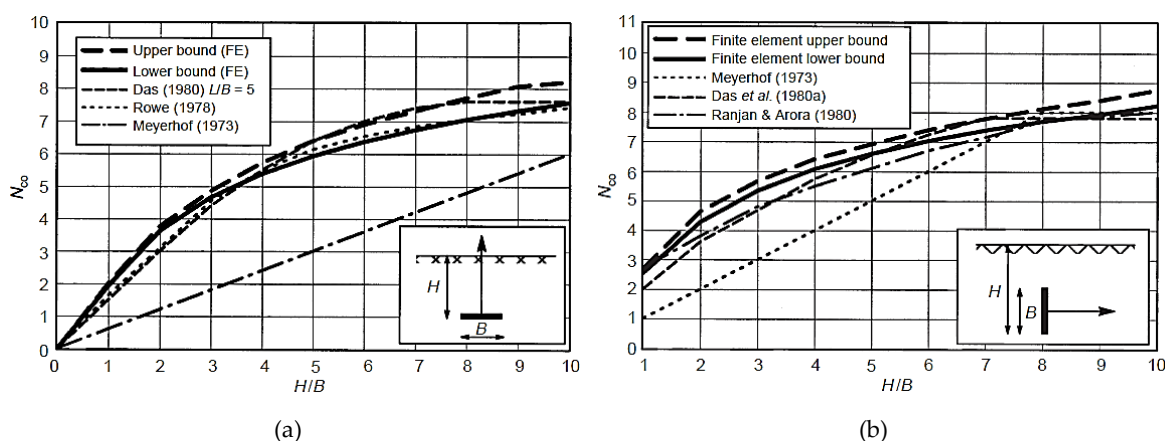 10
9
8
7
6
5
4
3
2
1
0
N_co
Upper bound (FE)
Lower bound (FE)
Das (1980) L/B = 5
Rowe (1978)
Meyerhof (1973)
H
B
0 1 2 3 4 5 6 7 8 9 10
H/B
(a)
11
10
9
8
7
6
5
4
3
2
1
0
N_co
Finite element upper bound
Finite element lower bound
Meyerhof (1973)
Das et al. (1980a)
Ranjan & Arora (1980)
H
B
1 2 3 4 5 6 7 8 9 10
H/B
(b)